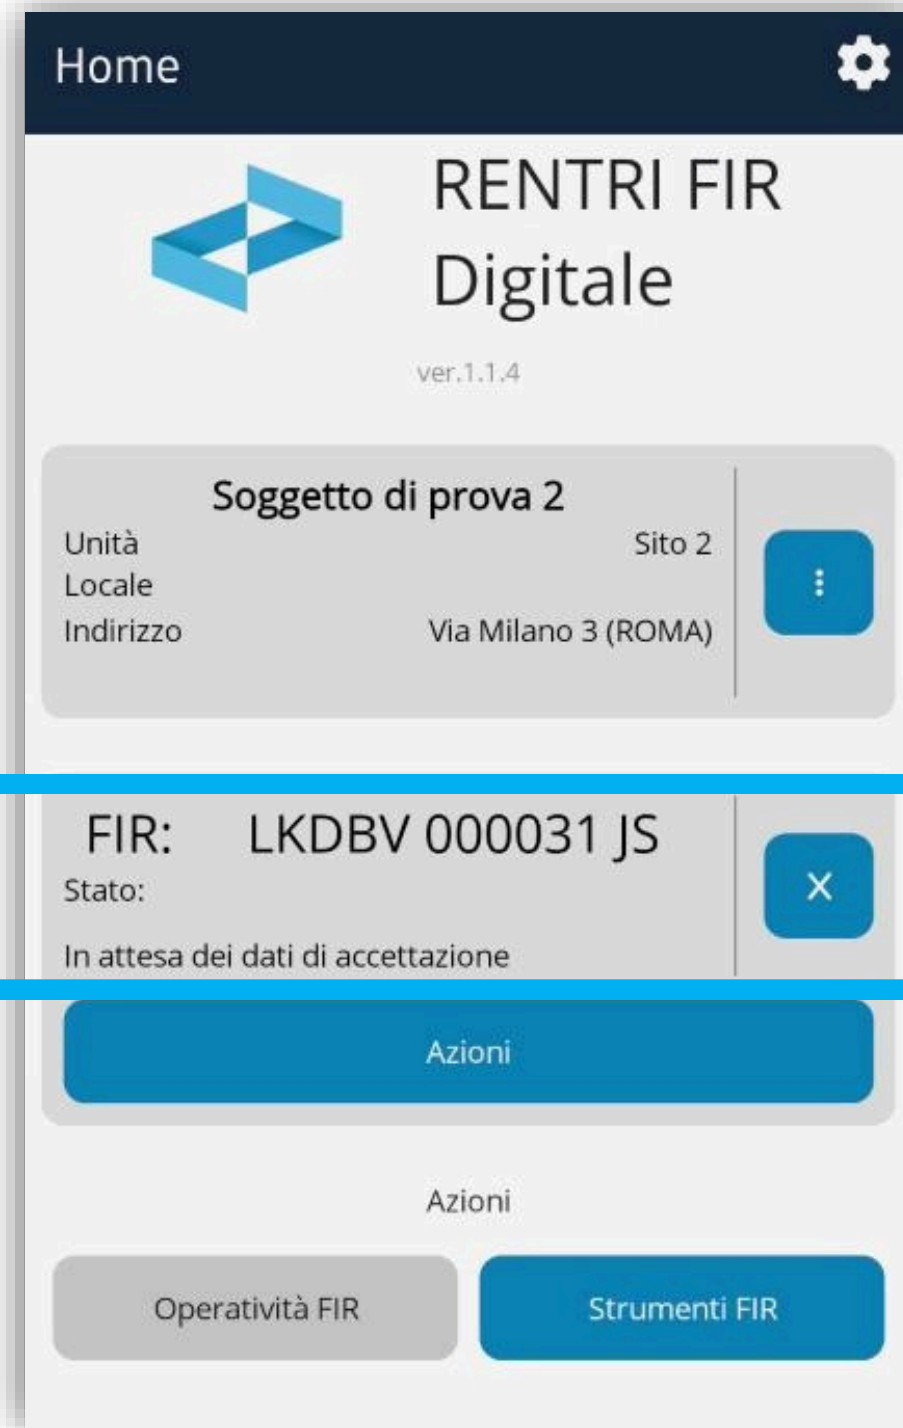 Home
RENTRI FIR
Digitale
ver.1.1.4
Soggetto di prova 2
Unità Sito 2
Locale
Indirizzo Via Milano 3 (ROMA)
FIR: LKDBV 000031 JS
Stato:
In attesa dei dati di accettazione
Azioni
Azioni
Operatività FIR Strumenti FIR